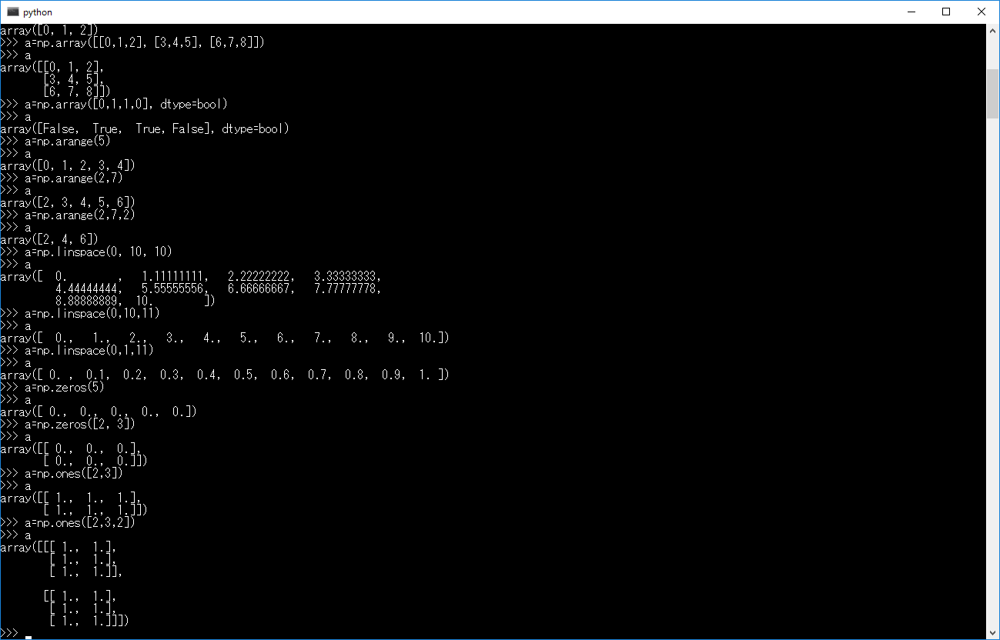 python
array([0, 1, 2])
>>> a=np.array([[0,1,2], [3,4,5], [6,7,8]])
>>> a
array([[0, 1, 2],
       [3, 4, 5],
       [6, 7, 8]])
>>> a=np.array([0,1,1,0], dtype=bool)
>>> a
array([False,  True,  True, False], dtype=bool)
>>> a=np.arange(5)
>>> a
array([0, 1, 2, 3, 4])
>>> a=np.arange(2,7)
>>> a
array([2, 3, 4, 5, 6])
>>> a=np.arange(2,7,2)
>>> a
array([2, 4, 6])
>>> a=np.linspace(0, 10, 10)
>>> a
array([  0.        ,   1.11111111,   2.22222222,   3.33333333,
         4.44444444,   5.55555556,   6.66666667,   7.77777778,
         8.88888889,  10.        ])
>>> a=np.linspace(0,10,11)
>>> a
array([  0.,   1.,   2.,   3.,   4.,   5.,   6.,   7.,   8.,   9.,  10.])
>>> a=np.linspace(0,1,11)
>>> a
array([ 0. ,  0.1,  0.2,  0.3,  0.4,  0.5,  0.6,  0.7,  0.8,  0.9,  1. ])
>>> a=np.zeros(5)
>>> a
array([ 0.,  0.,  0.,  0.,  0.])
>>> a=np.zeros([2, 3])
>>> a
array([[ 0.,  0.,  0.],
       [ 0.,  0.,  0.]])
>>> a=np.ones([2,3])
>>> a
array([[ 1.,  1.,  1.],
       [ 1.,  1.,  1.]])
>>> a=np.ones([2,3,2])
>>> a
array([[[ 1.,  1.],
        [ 1.,  1.],
        [ 1.,  1.]],

       [[ 1.,  1.],
        [ 1.,  1.],
        [ 1.,  1.]]])
>>>